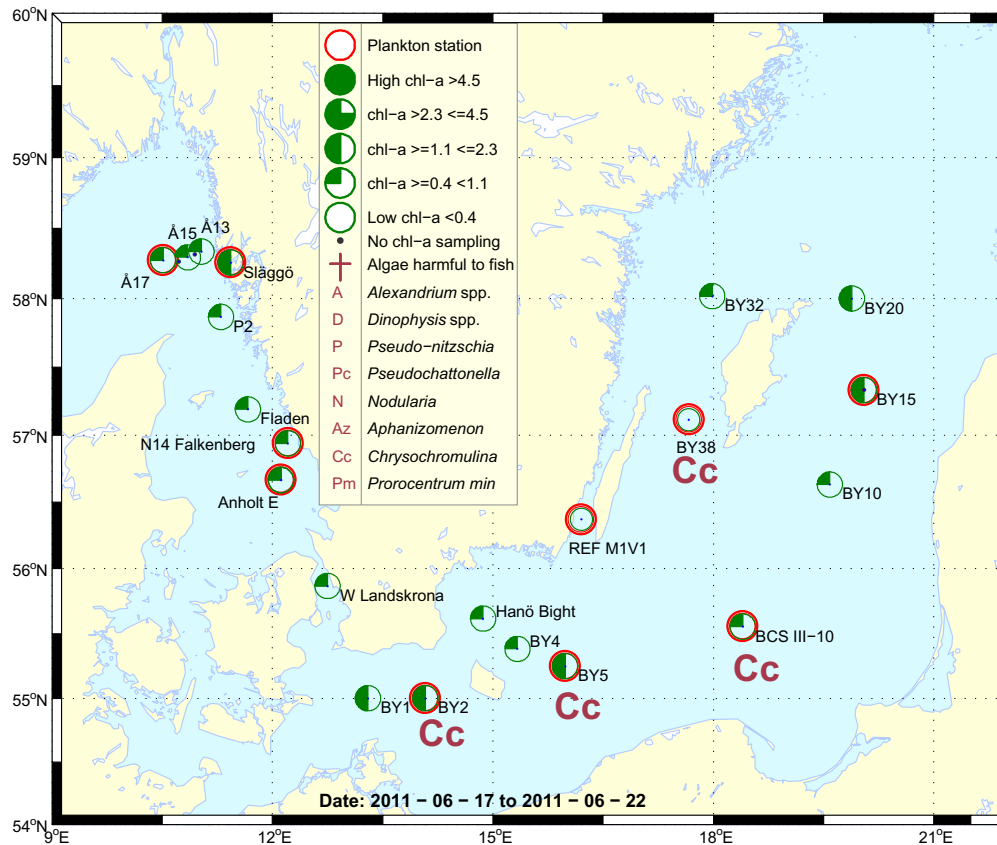 60°N
59°N
58°N
57°N
56°N
55°N
54°N
9°E
12°E
15°E
18°E
21°E
Plankton station
High chl−a >4.5
chl−a >2.3 <=4.5
chl−a >=1.1 <=2.3
chl−a >=0.4 <1.1
Low chl−a <0.4
No chl−a sampling
Algae harmful to fish
A Alexandrium spp.
D Dinophysis spp.
P Pseudo−nitzschia
Pc Pseudochattonella
N Nodularia
Az Aphanizomenon
Cc Chrysochromulina
Pm Prorocentrum min
Å13
Å15
Å17
Släggö
P2
Fladen
N14 Falkenberg
Anholt E
W Landskrona
Hanö Bight
BY4
BY5
Cc
BY1
BY2
Cc
BY32
BY20
BY15
BY38
Cc
BY10
REF M1V1
BCS III−10
Cc
Date: 2011 − 06 − 17 to 2011 − 06 − 22